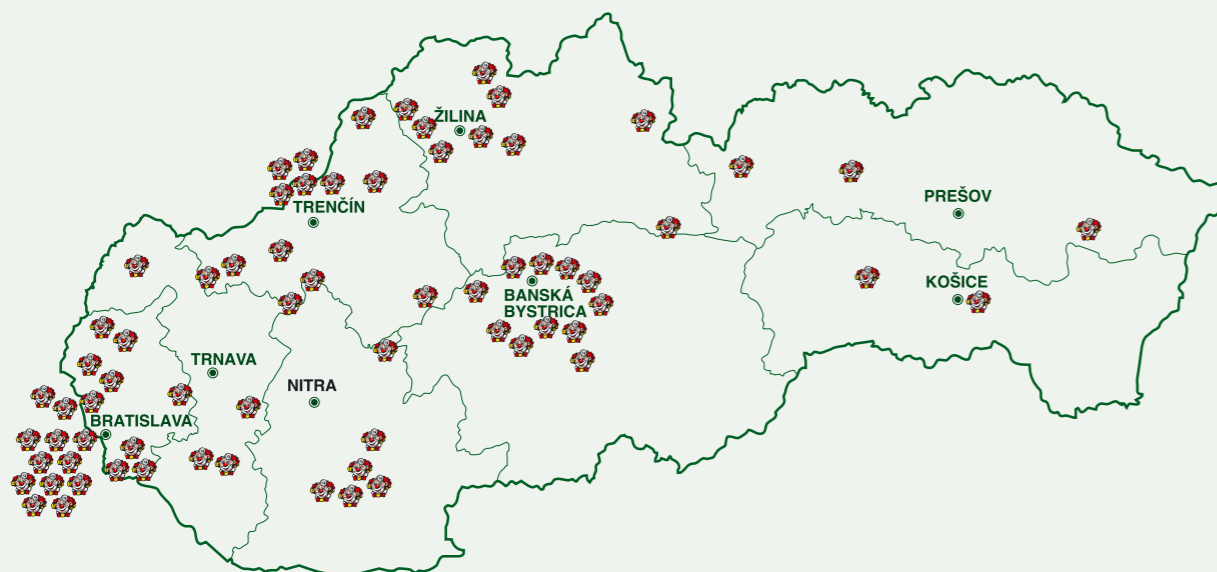 ŽILINA
TRENČÍN
PREŠOV
BANSKÁ
BYSTRICA
KOŠICE
TRNAVA
NITRA
BRATISLAVA